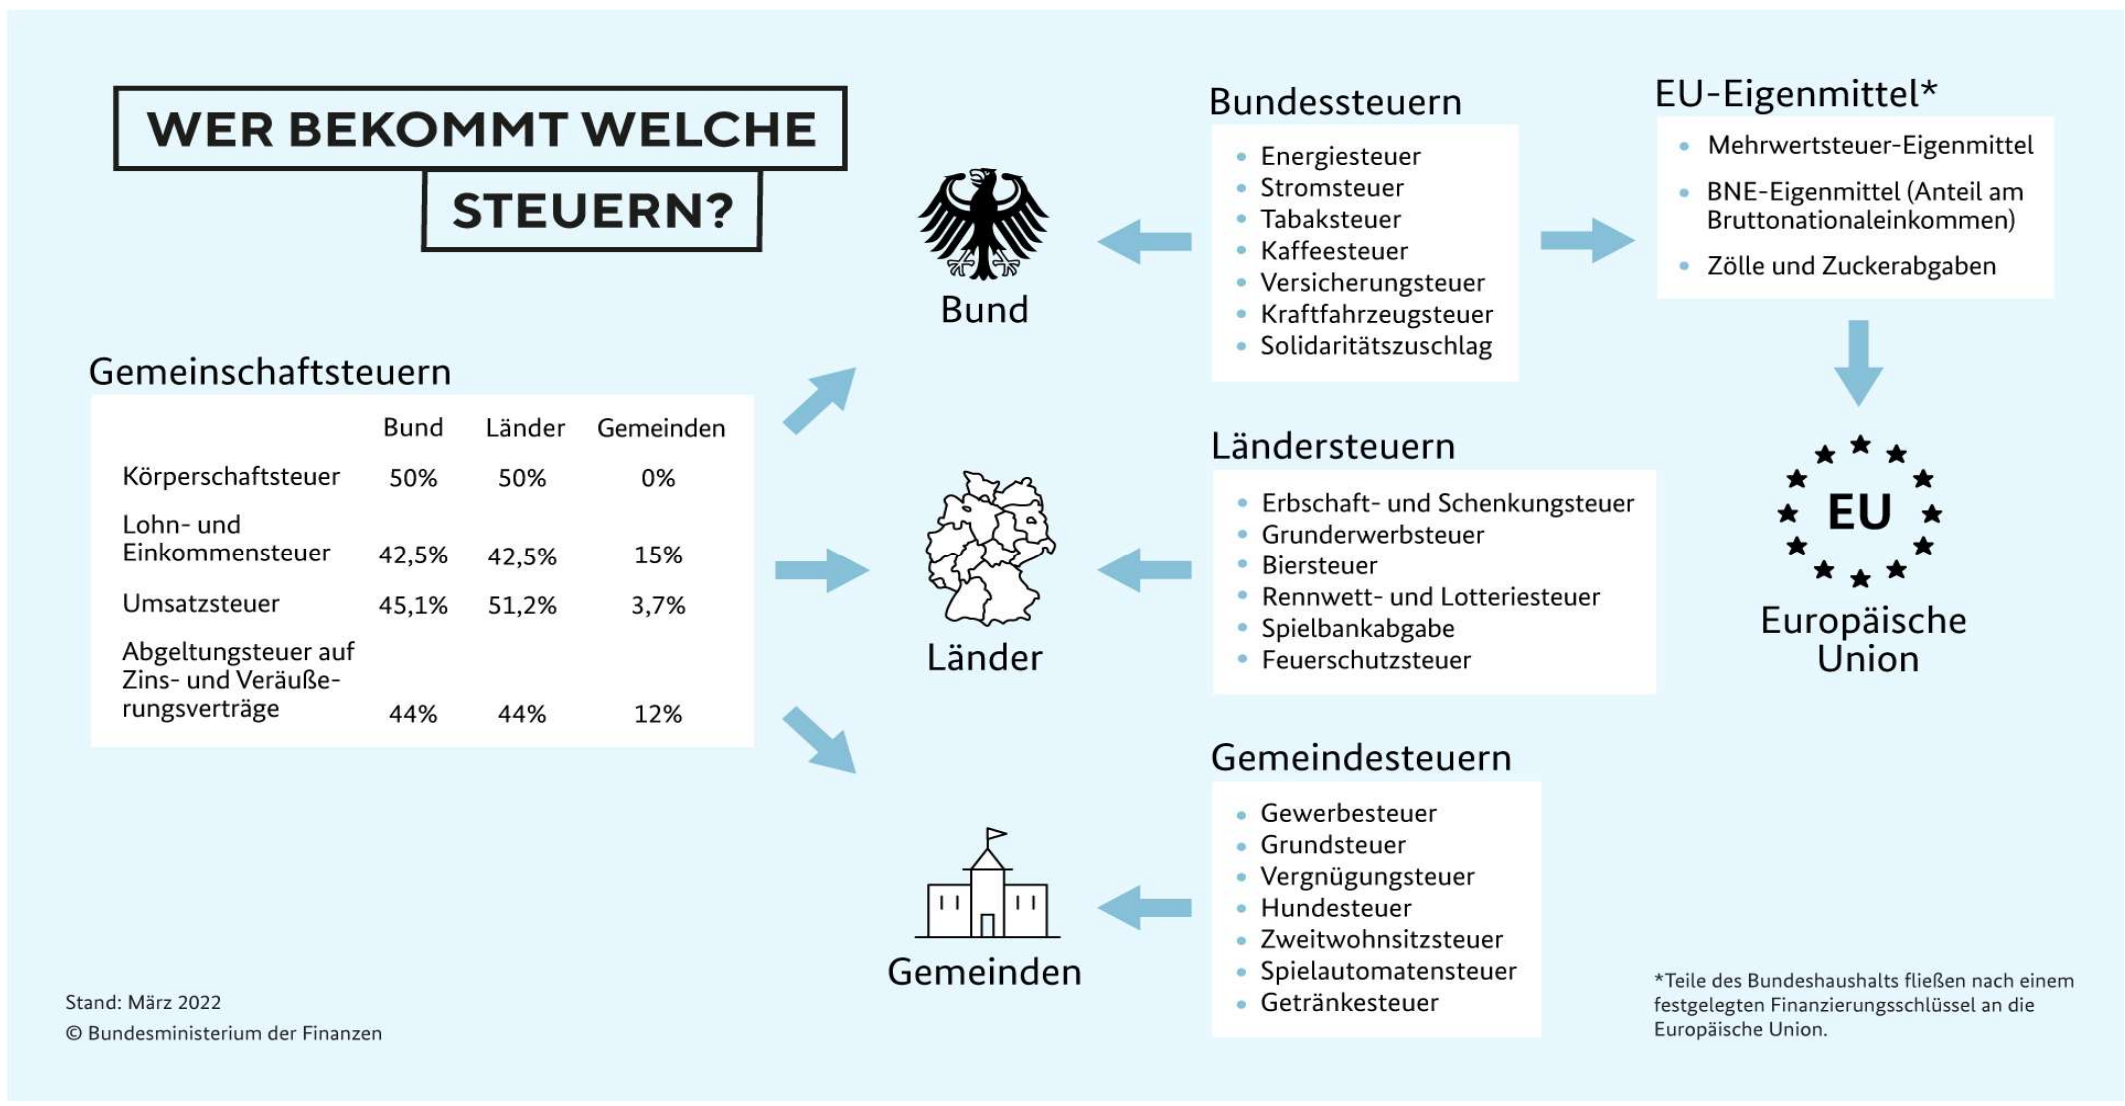 WER BEKOMMT WELCHE
STEUERN?
Gemeinschaftsteuern
Bund Länder Gemeinden
Körperschaftsteuer 50% 50% 0%
Lohn- und
Einkommensteuer 42,5% 42,5% 15%
Umsatzsteuer 45,1% 51,2% 3,7%
Abgeltungsteuer auf
Zins- und Veräuße-
rungsverträge 44% 44% 12%
Bund
Länder
Gemeinden
Bundessteuern
• Energiesteuer
• Stromsteuer
• Tabaksteuer
• Kaffeesteuer
• Versicherungsteuer
• Kraftfahrzeugsteuer
• Solidaritätszuschlag
Ländersteuern
• Erbschaft- und Schenkungsteuer
• Grunderwerbsteuer
• Biersteuer
• Rennwett- und Lotteriesteuer
• Spielbankabgabe
• Feuerschutzsteuer
Gemeindesteuern
• Gewerbesteuer
• Grundsteuer
• Vergnügungsteuer
• Hundesteuer
• Zweitwohnsitzsteuer
• Spielautomatensteuer
• Getränkesteuer
EU-Eigenmittel*
• Mehrwertsteuer-Eigenmittel
• BNE-Eigenmittel (Anteil am
Bruttonationaleinkommen)
• Zölle und Zuckerabgaben
EU
Europäische
Union
*Teile des Bundeshaushalts fließen nach einem
festgelegten Finanzierungsschlüssel an die
Europäische Union.
Stand: März 2022
© Bundesministerium der Finanzen